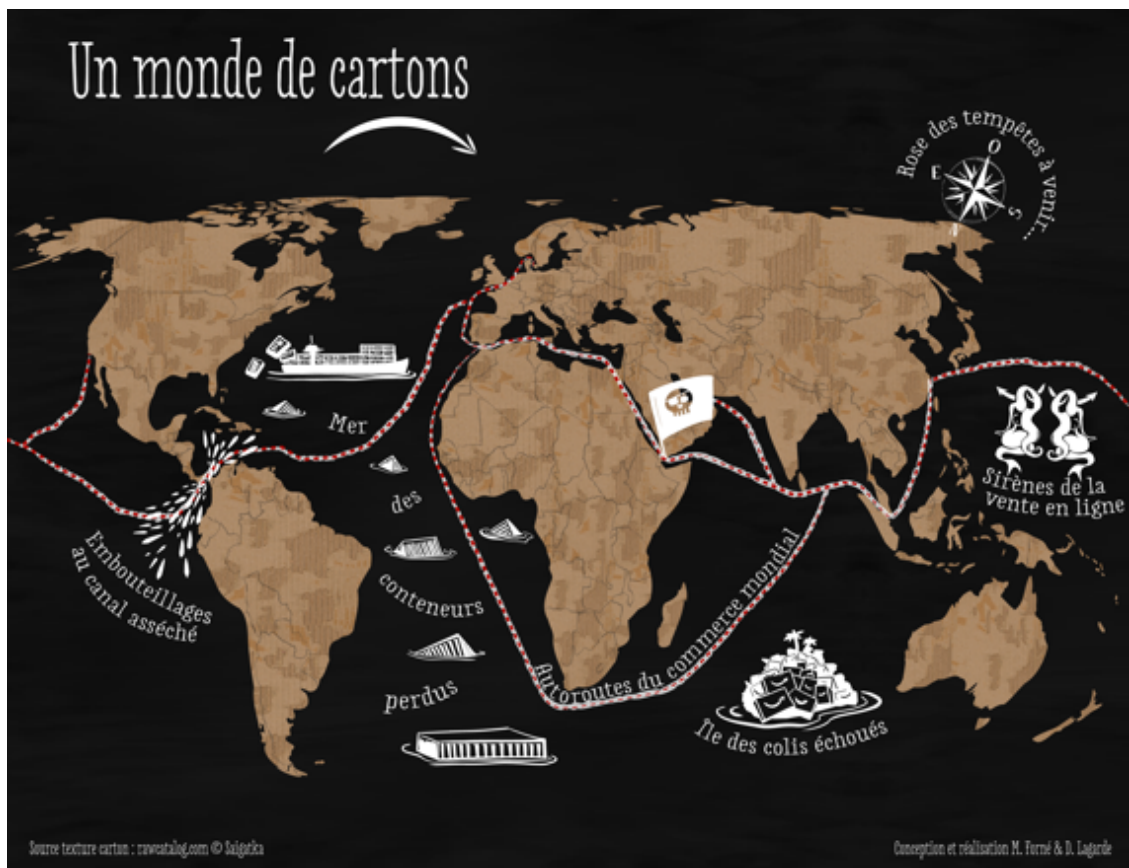 Un monde de cartons
Rose des tempêtes à venir...
O
E
S
Mer
des
conteneurs
perdus
Embouteillages
au canal asséché
Autoroutes du commerce mondial
Sirènes de la
vente en ligne
Île des colis échoués
Source texture carton : rawcatalog.com © Saigatka
Conception et réalisation M. Forné & D. Lagarde